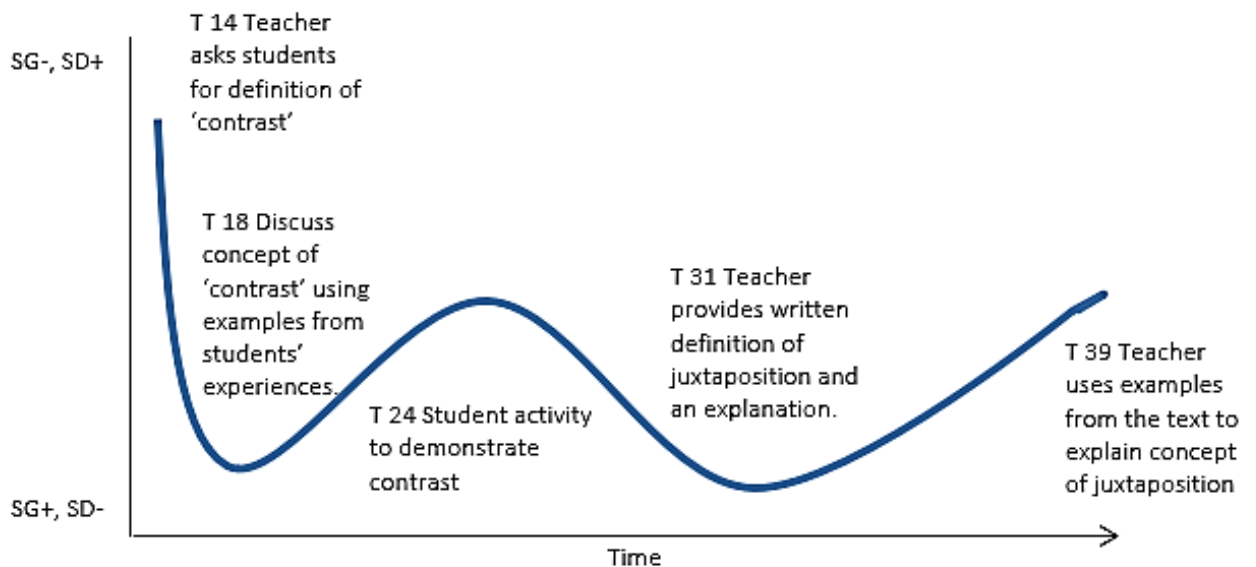 T 14 Teacher
asks students
for definition of
‘contrast’
SG-, SD+
T 18 Discuss
concept of
‘contrast’ using
examples from
students’
experiences.
T 24 Student activity
to demonstrate
contrast
T 31 Teacher
provides written
definition of
juxtaposition and
an explanation.
T 39 Teacher
uses examples
from the text to
explain concept
of juxtaposition
SG+, SD-
Time